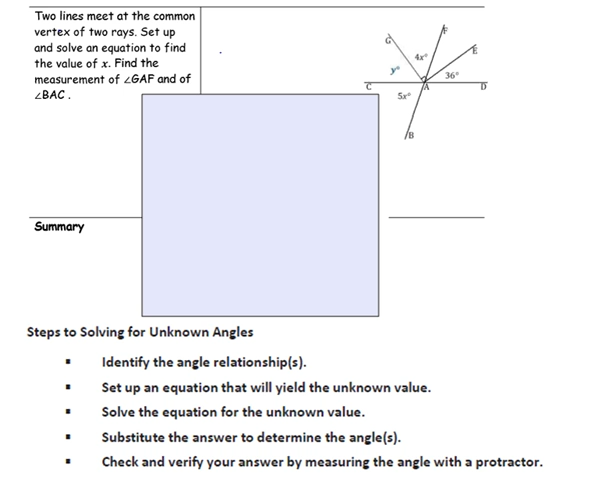 Two lines meet at the common
vertex of two rays. Set up
and solve an equation to find
the value of x. Find the
measurement of ∠GAF and of
∠BAC.
G
F
E
4x°
y°
36°
C
A
D
5x°
B
Summary
Steps to Solving for Unknown Angles
▪ Identify the angle relationship(s).
▪ Set up an equation that will yield the unknown value.
▪ Solve the equation for the unknown value.
▪ Substitute the answer to determine the angle(s).
▪ Check and verify your answer by measuring the angle with a protractor.